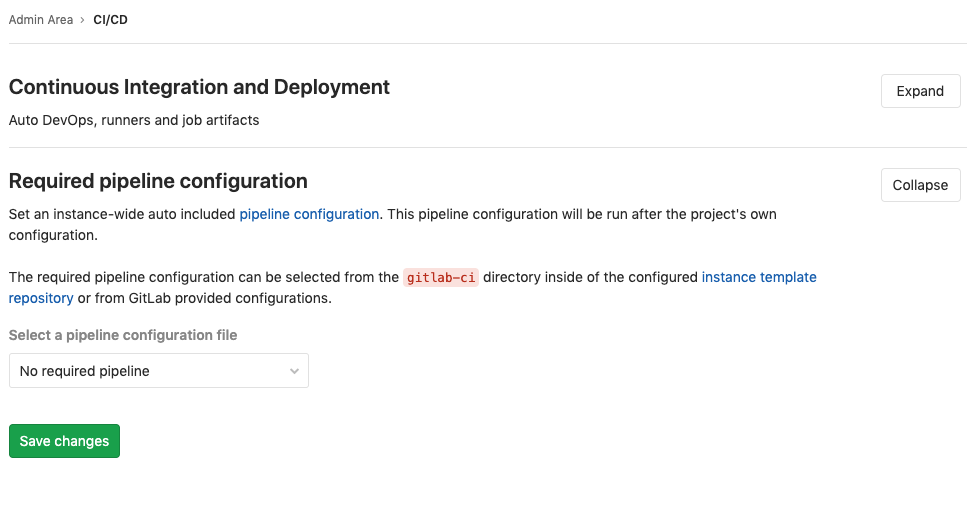 Admin Area › CI/CD
Continuous Integration and Deployment
Expand
Auto DevOps, runners and job artifacts
Required pipeline configuration
Collapse
Set an instance-wide auto included pipeline configuration. This pipeline configuration will be run after the project's own
configuration.
The required pipeline configuration can be selected from the gitlab-ci directory inside of the configured instance template
repository or from GitLab provided configurations.
Select a pipeline configuration file
No required pipeline
Save changes